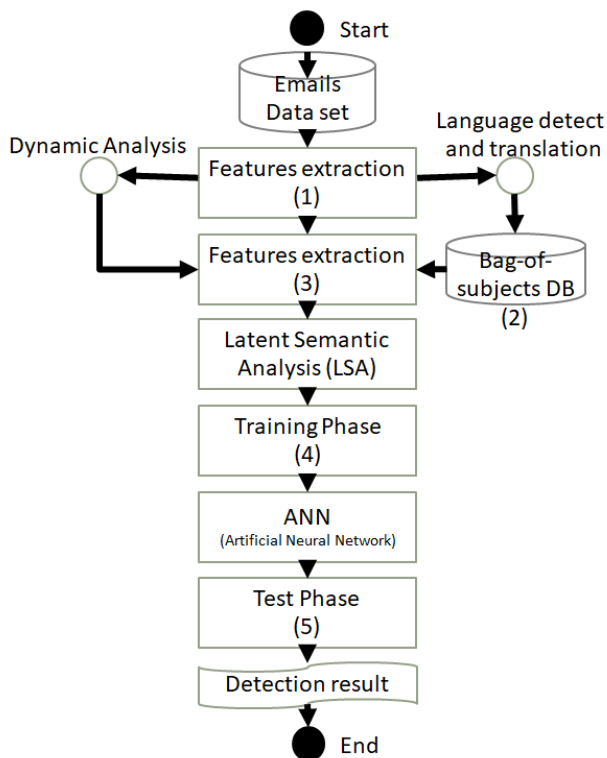 Start
Emails
Data set
Dynamic Analysis
Language detect
and translation
Features extraction
(1)
Features extraction
(3)
Bag-of-
subjects DB
(2)
Latent Semantic
Analysis (LSA)
Training Phase
(4)
ANN
(Artificial Neural Network)
Test Phase
(5)
Detection result
End